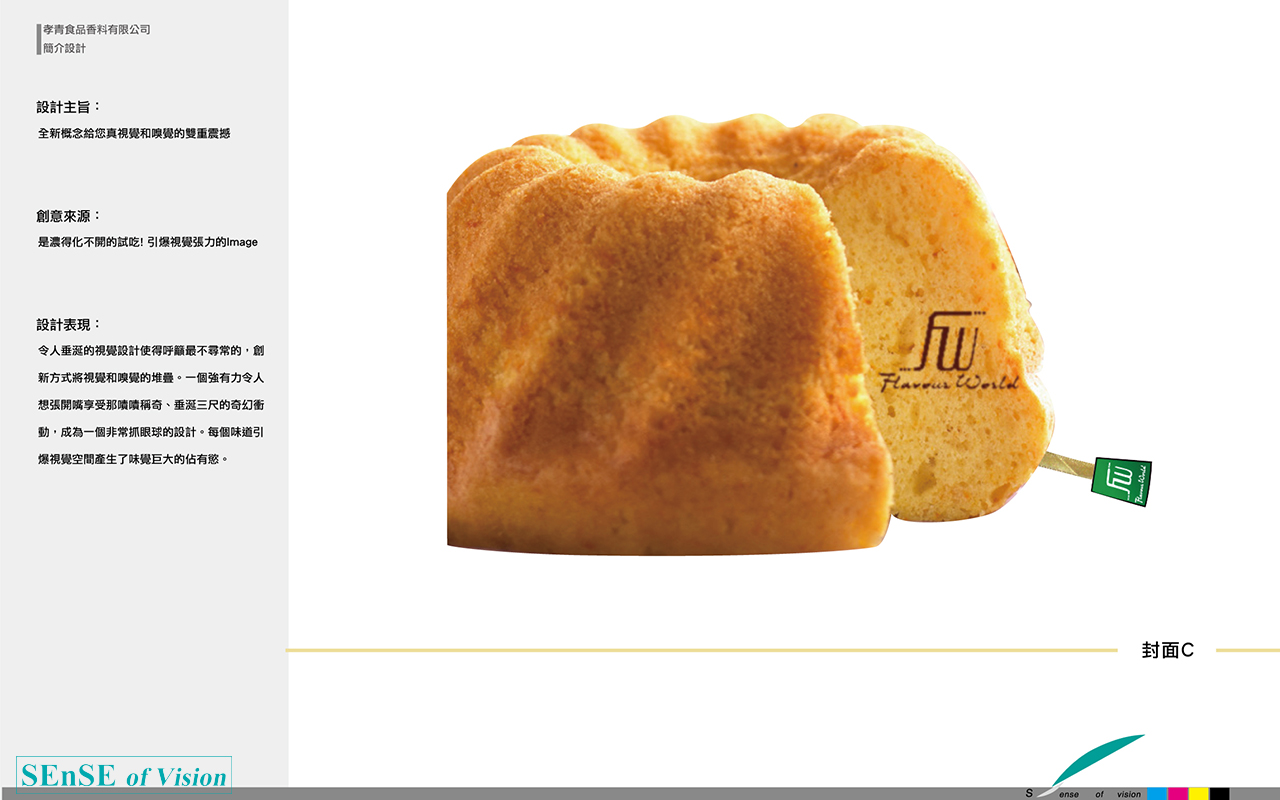 孝青食品香料有限公司
簡介設計
設計主旨：
全新概念給您真視覺和嗅覺的雙重震撼
創意來源：
是濃得化不開的試吃! 引爆視覺張力的Image
設計表現：
令人垂涎的視覺設計使得呼籲最不尋常的，創
新方式將視覺和嗅覺的堆疊。一個強有力令人
想張開嘴享受那嘖嘖稱奇、垂涎三尺的奇幻衝
動，成為一個非常抓眼球的設計。每個味道引
爆視覺空間產生了味覺巨大的佔有慾。
FW
Flavour World
FW
Flavour World
封面C
SEnSE of Vision
Sense of vision